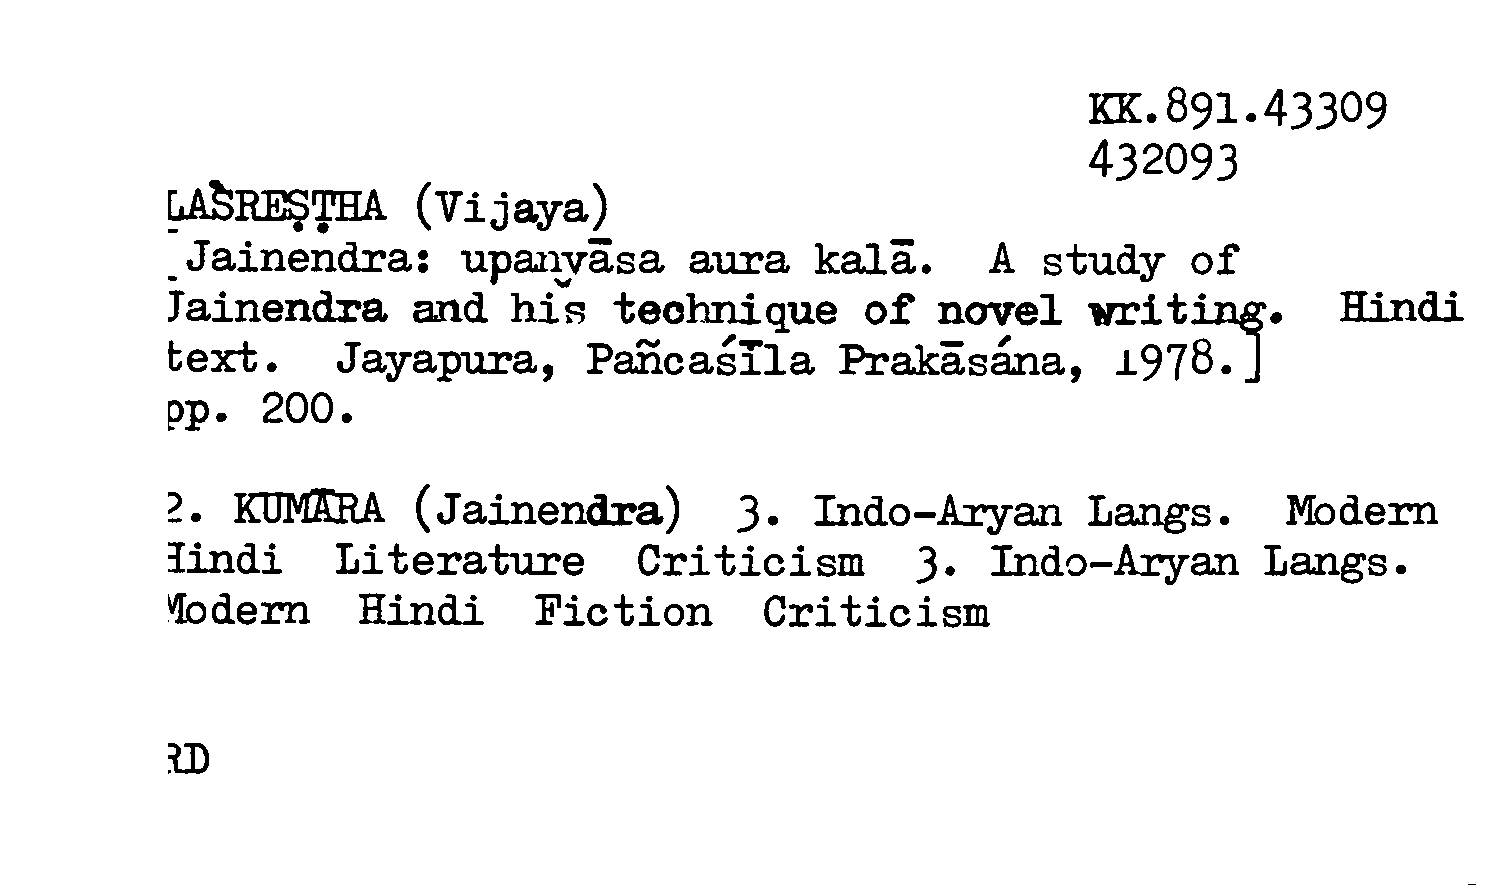 KK.891.43309
432093
LAŚREṢṬHA (Vijaya)
[Jainendra: upanyāsa aura kalā. A study of
Jainendra and his technique of novel writing. Hindi
text. Jayapura, Pañcaśīla Prakāśana, 1978.]
pp. 200.
2. KUMĀRA (Jainendra) 3. Indo-Aryan Langs. Modern
Hindi Literature Criticism 3. Indo-Aryan Langs.
Modern Hindi Fiction Criticism
RD